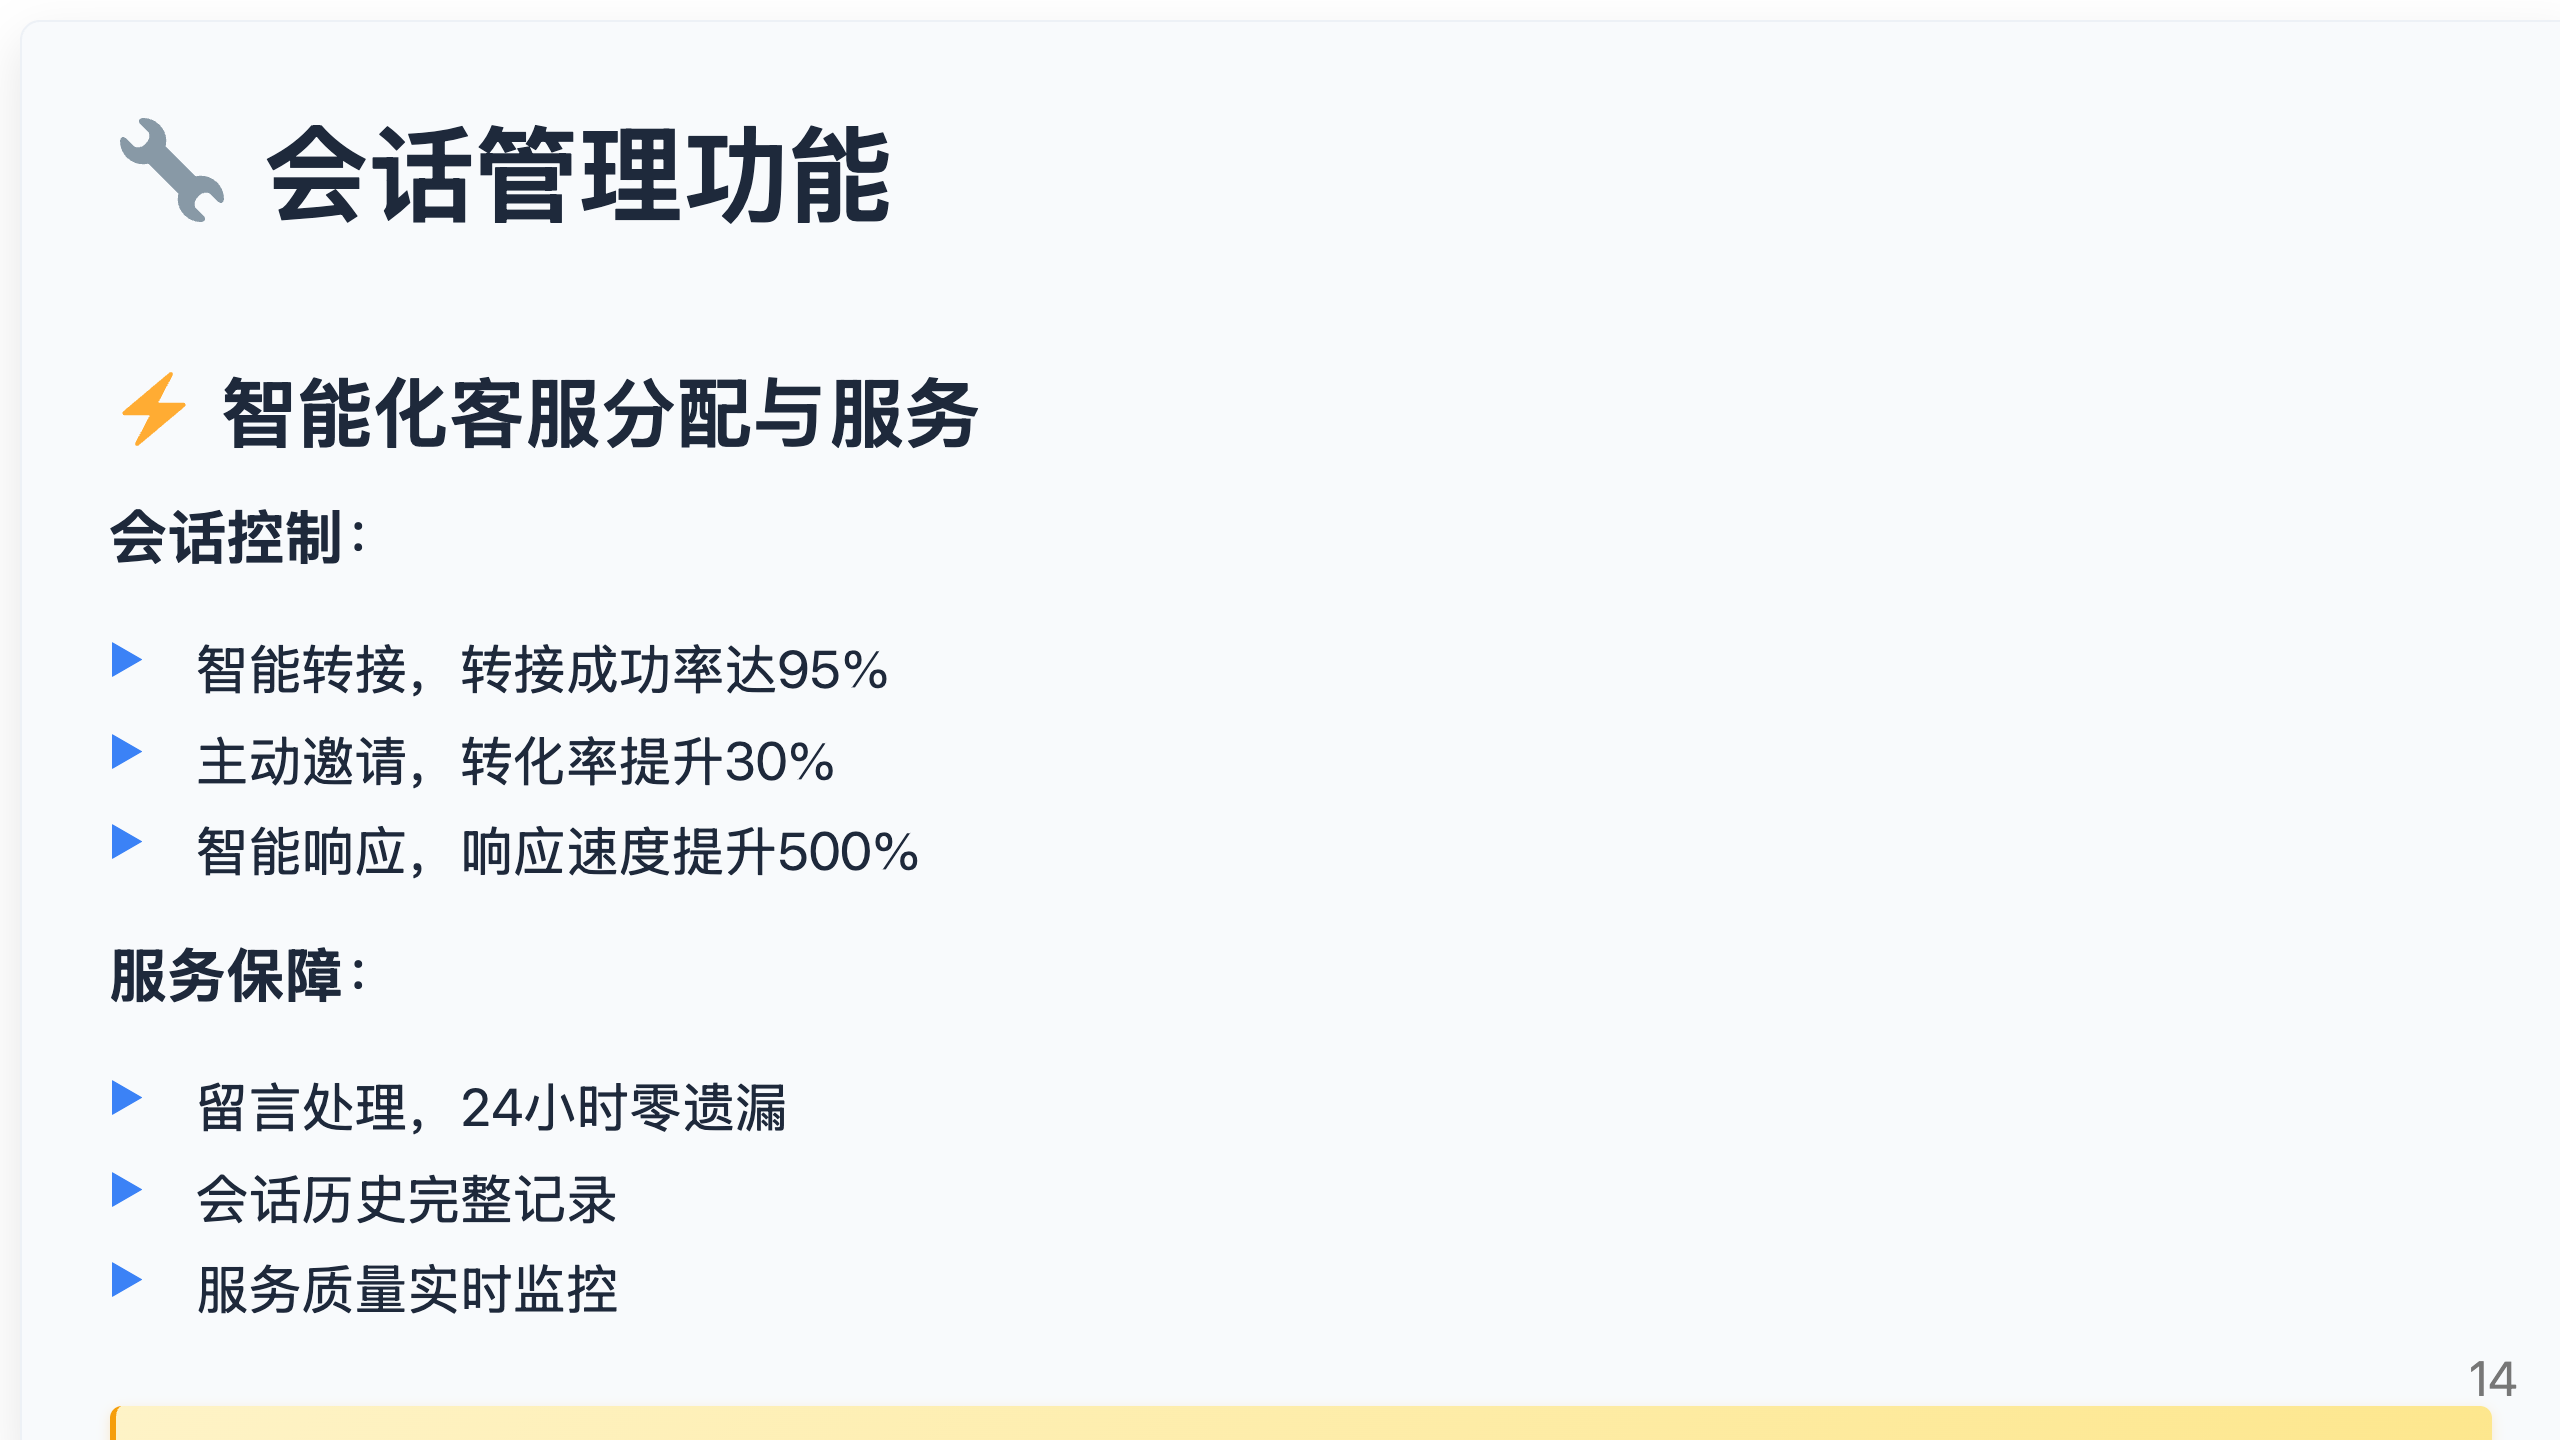 🔧 会话管理功能
⚡ 智能化客服分配与服务
会话控制：
▶ 智能转接，转接成功率达95%
▶ 主动邀请，转化率提升30%
▶ 智能响应，响应速度提升500%
服务保障：
▶ 留言处理，24小时零遗漏
▶ 会话历史完整记录
▶ 服务质量实时监控
14